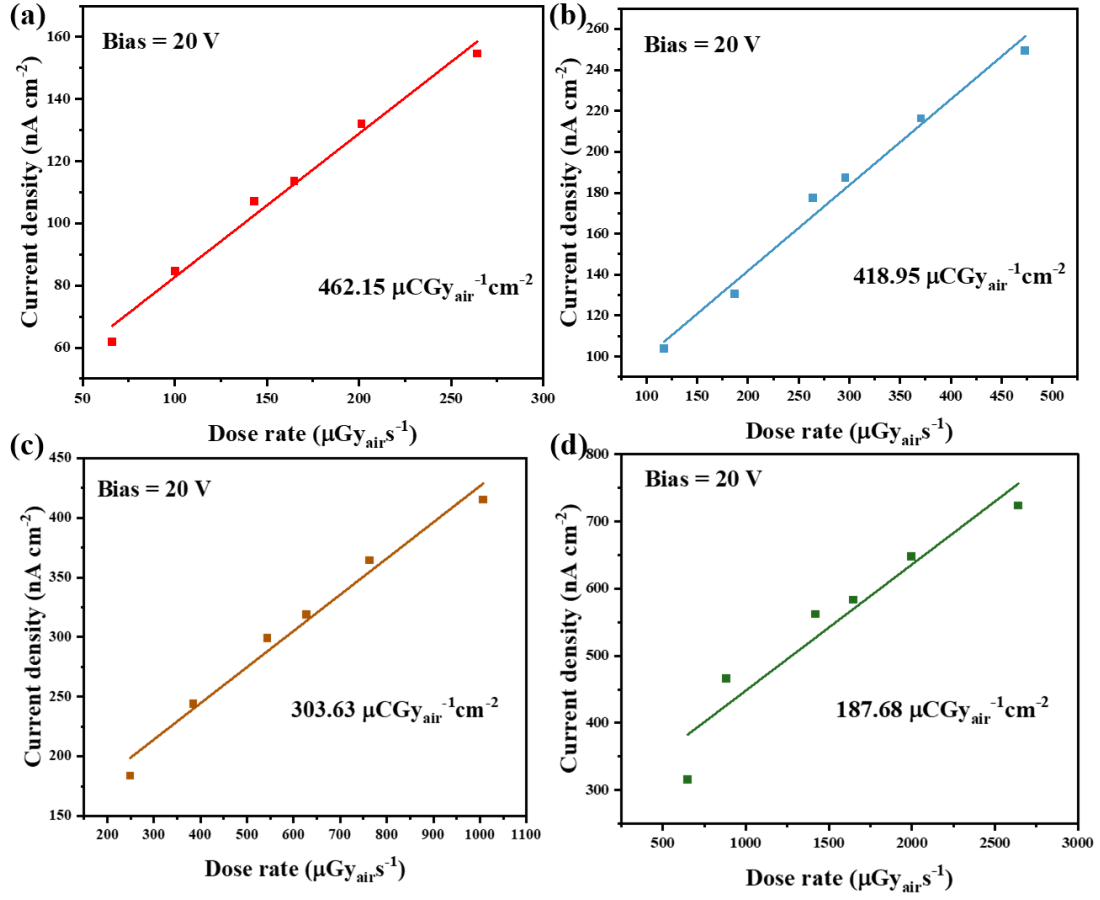 (a)
Bias = 20 V
Current density (nA cm⁻²)
160
140
120
100
80
60
462.15 μCGyair⁻¹cm⁻²
50
100
150
200
250
300
Dose rate (μGyairs⁻¹)
(b)
Bias = 20 V
Current density (nA cm⁻²)
260
240
220
200
180
160
140
120
100
418.95 μCGyair⁻¹cm⁻²
100
150
200
250
300
350
400
450
500
Dose rate (μGyairs⁻¹)
(c)
Bias = 20 V
Current density (nA cm⁻²)
450
400
350
300
250
200
150
303.63 μCGyair⁻¹cm⁻²
200
300
400
500
600
700
800
900
1000
1100
Dose rate (μGyairs⁻¹)
(d)
Bias = 20 V
Current density (nA cm⁻²)
800
700
600
500
400
300
187.68 μCGyair⁻¹cm⁻²
500
1000
1500
2000
2500
3000
Dose rate (μGyairs⁻¹)